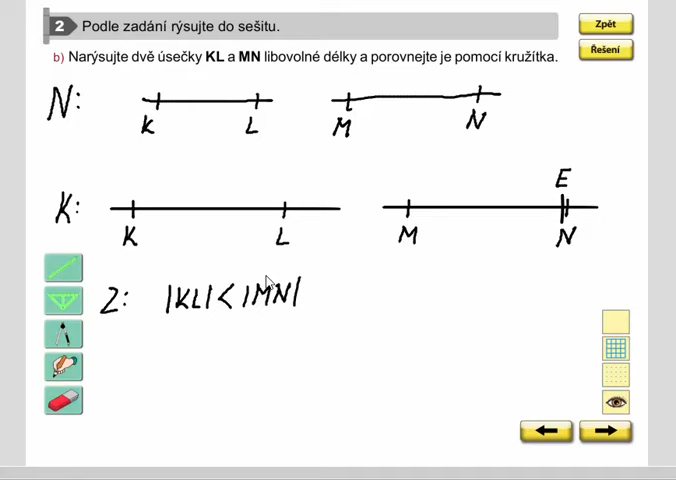 2 Podle zadání rýsujte do sešitu.
Zpět
b) Narýsujte dvě úsečky KL a MN libovolné délky a porovnejte je pomocí kružítka.
Řešení
N:
K L M N
E
K:
K L M N
Z: |KL| < |MN|